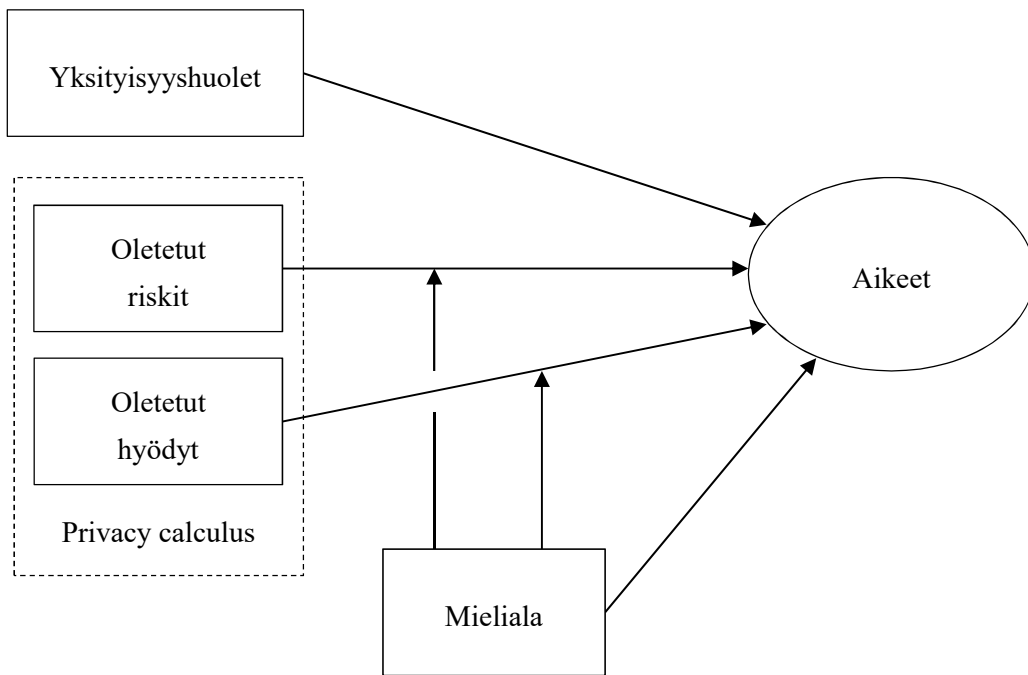 Yksityisyyshuolet
Oletetut
riskit
Aikeet
Oletetut
hyödyt
Privacy calculus
Mieliala